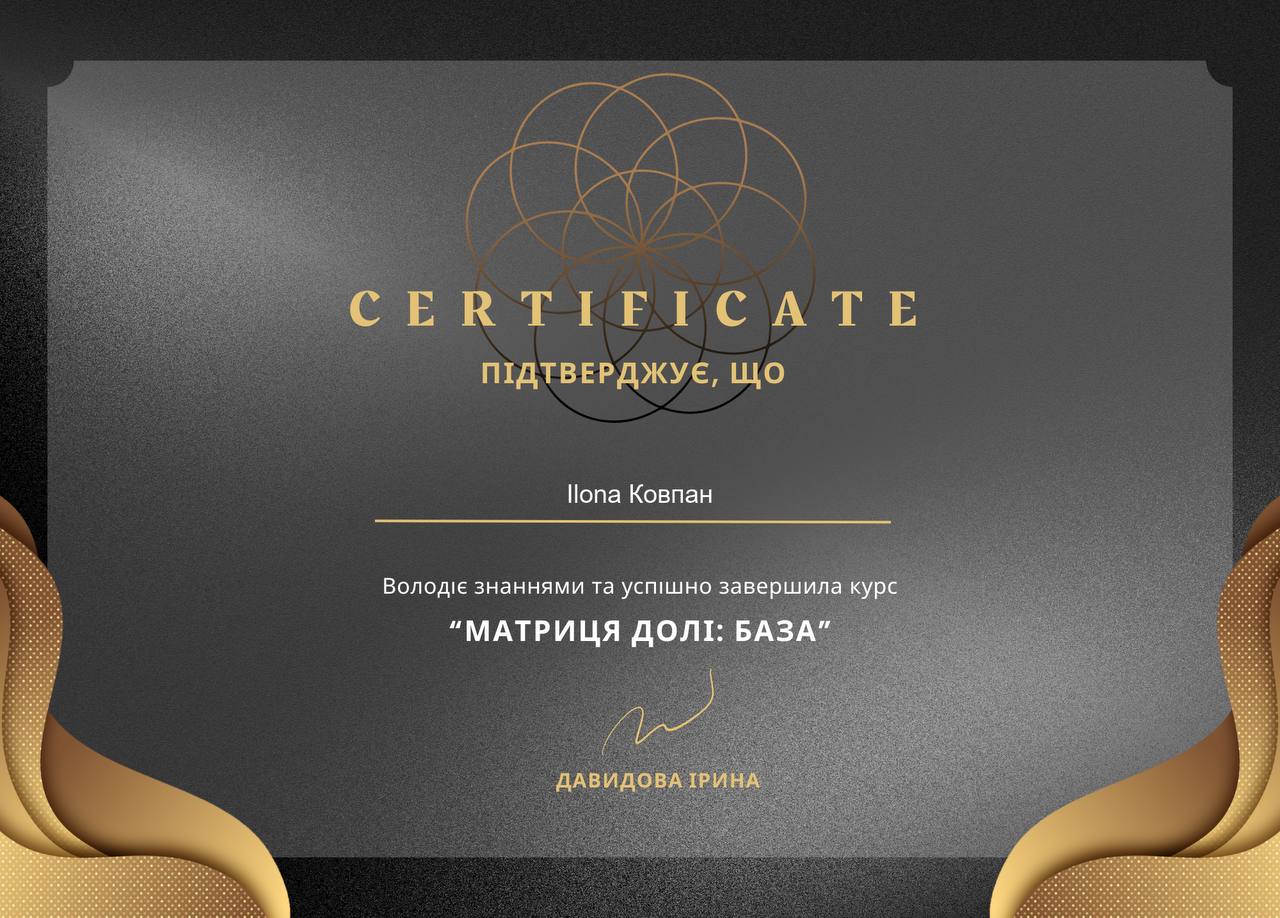 CERTIFICATE
ПІДТВЕРДЖУЄ, ЩО
Ilona Ковпан
Володіє знаннями та успішно завершила курс
“МАТРИЦЯ ДОЛІ: БАЗА”
ДАВИДОВА ІРИНА